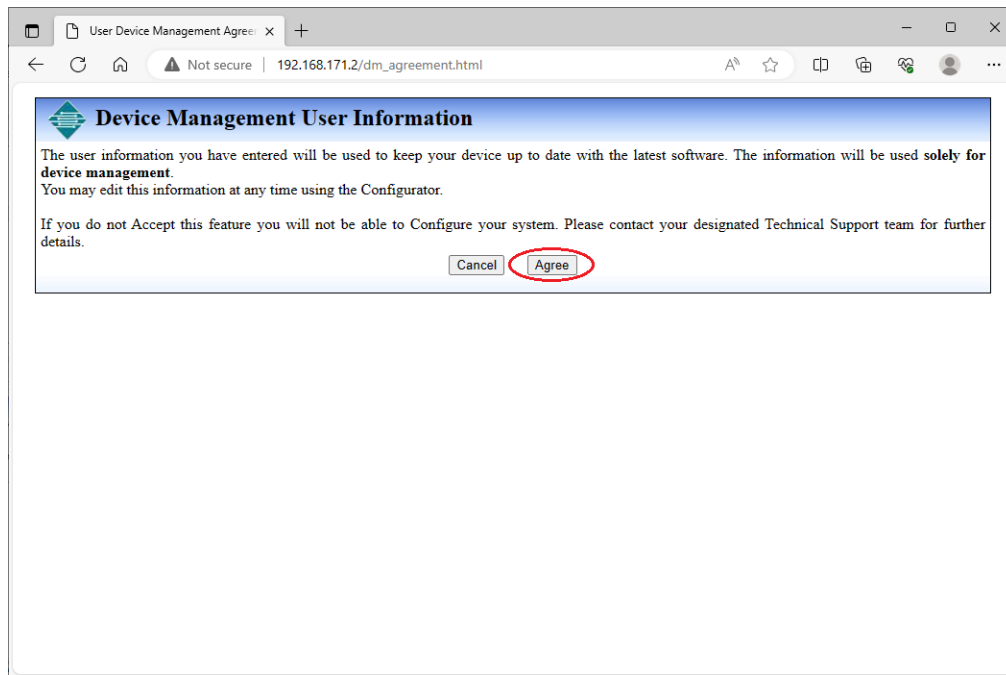 User Device Management Agree
Not secure | 192.168.171.2/dm_agreement.html
Device Management User Information
The user information you have entered will be used to keep your device up to date with the latest software. The information will be used solely for
device management.
You may edit this information at any time using the Configurator.
If you do not Accept this feature you will not be able to Configure your system. Please contact your designated Technical Support team for further
details.
Cancel Agree